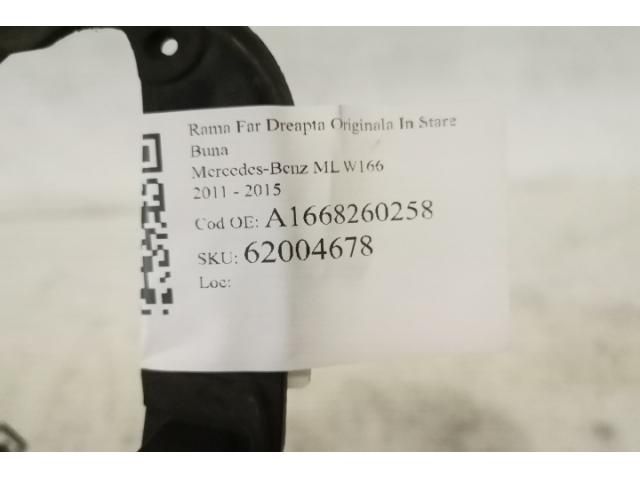 Rama Far Dreapta Originala In Stare
Buna
Mercedes-Benz ML W166
2011 - 2015
Cod OE: A1668260258
SKU: 62004678
Loc: